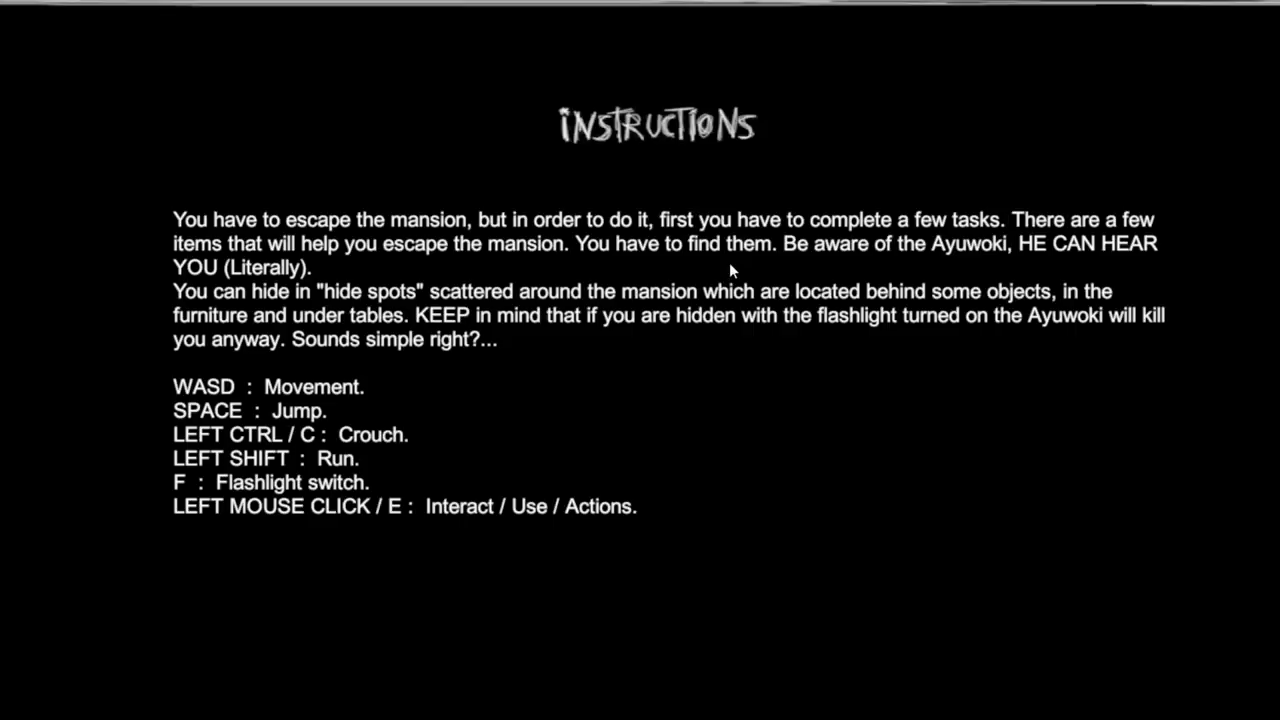 iNSTRUCTiONS
You have to escape the mansion, but in order to do it, first you have to complete a few tasks. There are a few
items that will help you escape the mansion. You have to find them. Be aware of the Ayuwoki, HE CAN HEAR
YOU (Literally).
You can hide in "hide spots" scattered around the mansion which are located behind some objects, in the
furniture and under tables. KEEP in mind that if you are hidden with the flashlight turned on the Ayuwoki will kill
you anyway. Sounds simple right?...
WASD : Movement.
SPACE : Jump.
LEFT CTRL / C : Crouch.
LEFT SHIFT : Run.
F : Flashlight switch.
LEFT MOUSE CLICK / E : Interact / Use / Actions.